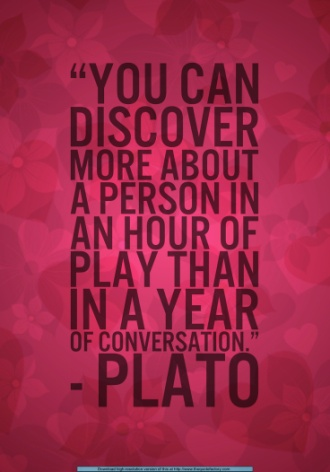 “YOU CAN
DISCOVER
MORE ABOUT
A PERSON IN
AN HOUR OF
PLAY THAN
IN A YEAR
OF CONVERSATION.”
- PLATO